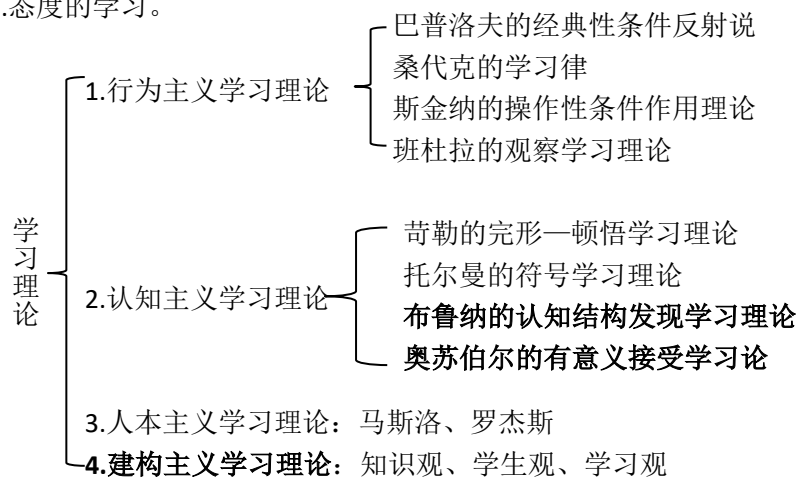 .态度的学习。
巴普洛夫的经典性条件反射说
桑代克的学习律
1.行为主义学习理论
斯金纳的操作性条件作用理论
班杜拉的观察学习理论
学习理论
苛勒的完形—顿悟学习理论
托尔曼的符号学习理论
2.认知主义学习理论
布鲁纳的认知结构发现学习理论
奥苏伯尔的有意义接受学习论
3.人本主义学习理论：马斯洛、罗杰斯
4.建构主义学习理论：知识观、学生观、学习观